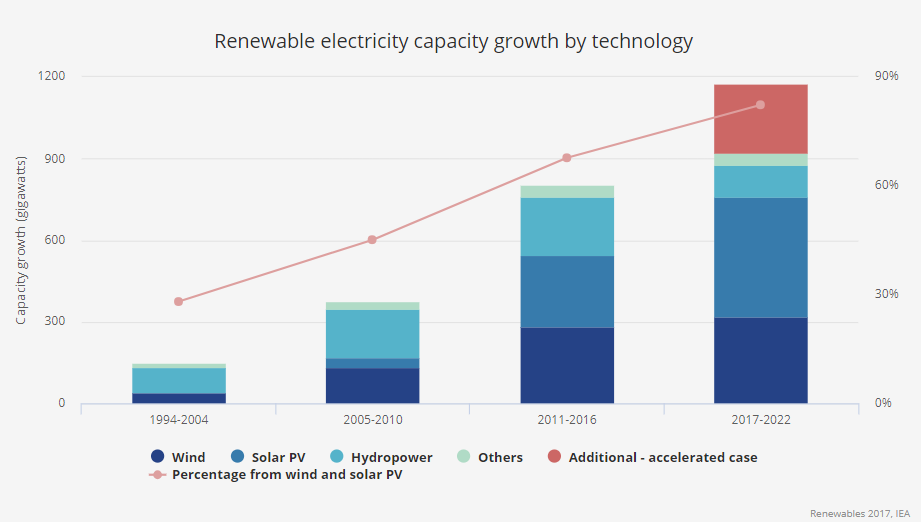 Renewable electricity capacity growth by technology
1200
900
600
300
0
Capacity growth (gigawatts)
90%
60%
30%
0%
1994-2004
2005-2010
2011-2016
2017-2022
Wind
Solar PV
Hydropower
Others
Additional - accelerated case
Percentage from wind and solar PV
Renewables 2017, IEA